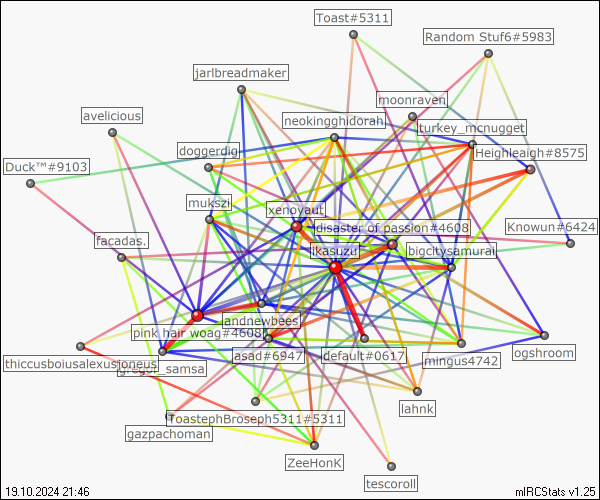 Toast#5311
Random Stuf6#5983
jarlbreadmaker
moonraven
avelicious
neokingghidorah
turkey_mcnugget
doggerdig
Heighleigh#8575
Duck™#9103
mukszi
xenoyaut
disaster of passion#4608
Knowun#6424
facadas.
ikasuzu
bigcitysamurai
andnewbees
pink hair woag#4608
thiccusboiusalexusjoneus
asad#6947
default#0617
mingus4742
ogshroom
gregor_samsa
lahnk
ToastephBroseph5311#5311
gazpachoman
ZeeHonK
tescoroll
19.10.2024 21:46
mIRCStats v1.25